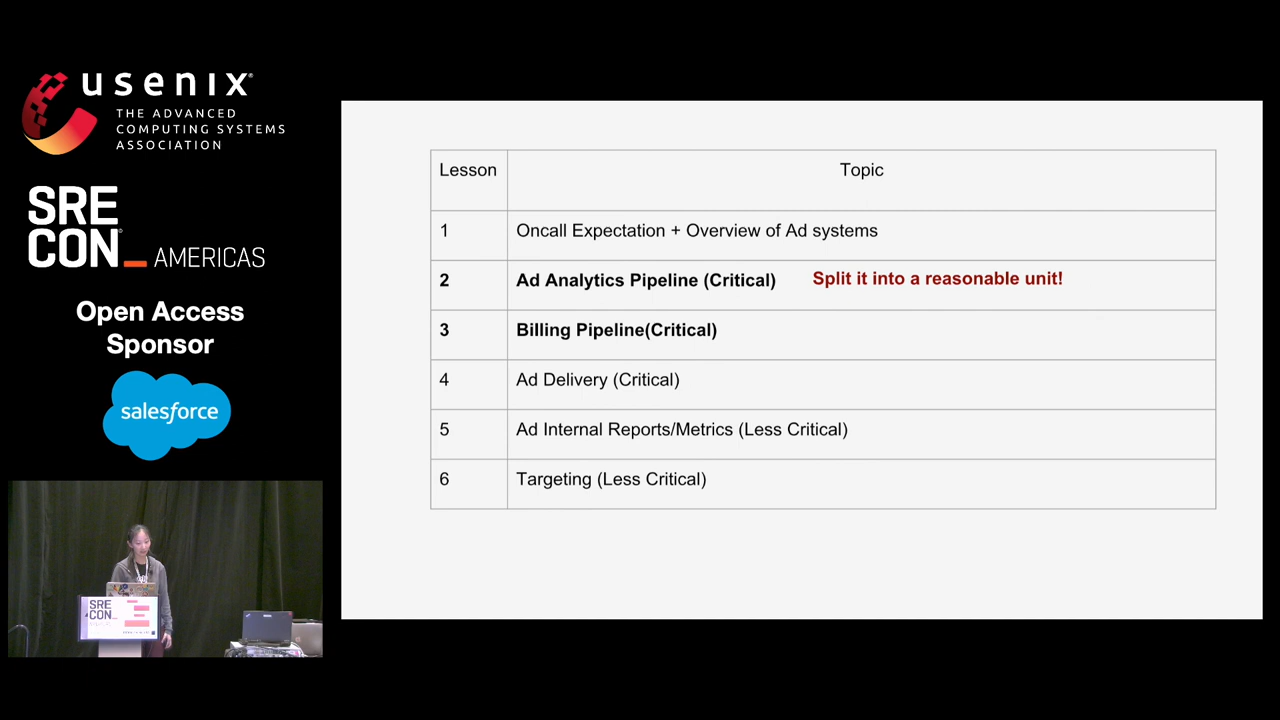 usenix
THE ADVANCED
COMPUTING SYSTEMS
ASSOCIATION
SRE
CON_ AMERICAS
Open Access
Sponsor
salesforce
Lesson Topic
1 Oncall Expectation + Overview of Ad systems
2 Ad Analytics Pipeline (Critical) Split it into a reasonable unit!
3 Billing Pipeline(Critical)
4 Ad Delivery (Critical)
5 Ad Internal Reports/Metrics (Less Critical)
6 Targeting (Less Critical)
SRE
CON_